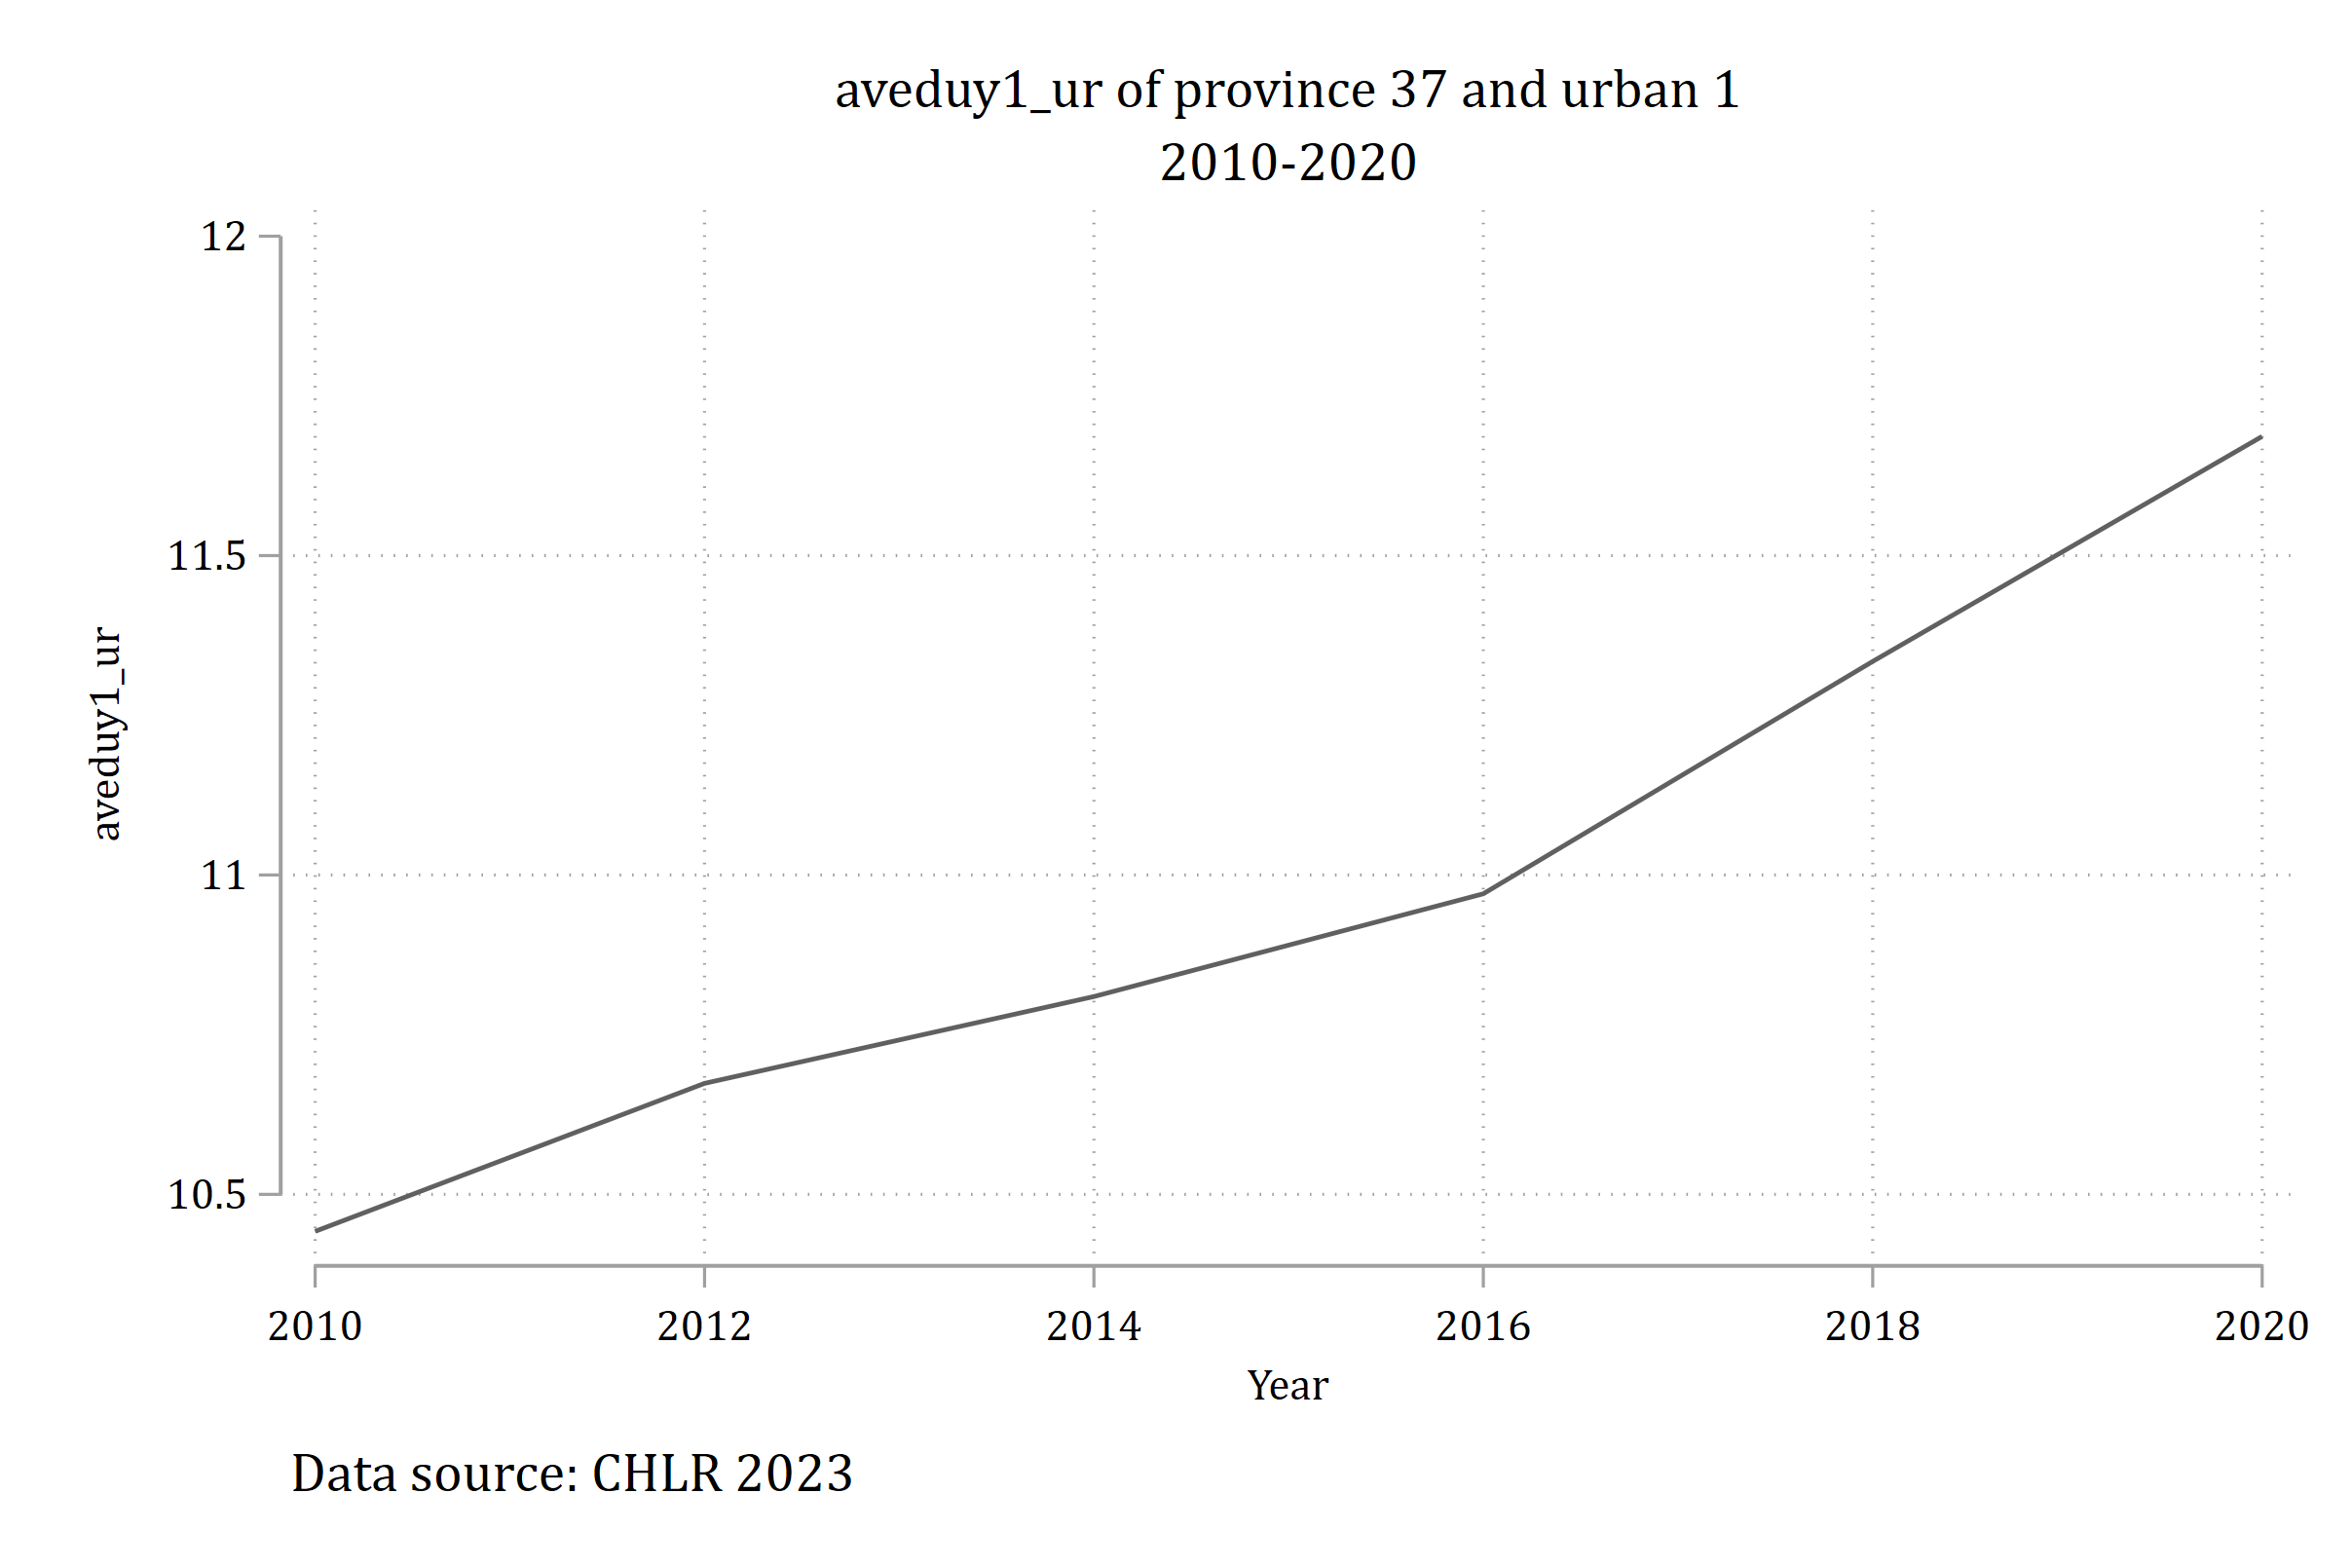 aveduy1_ur of province 37 and urban 1
2010-2020
12
11.5
11
10.5
aveduy1_ur
2010 2012 2014 2016 2018 2020
Year
Data source: CHLR 2023